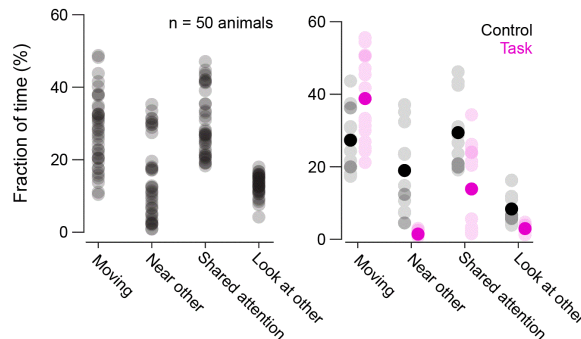 Fraction of time (%)
60
40
20
0
n = 50 animals
Moving
Near other
Shared attention
Look at other
60
40
20
0
Control
Task
Moving
Near other
Shared attention
Look at other